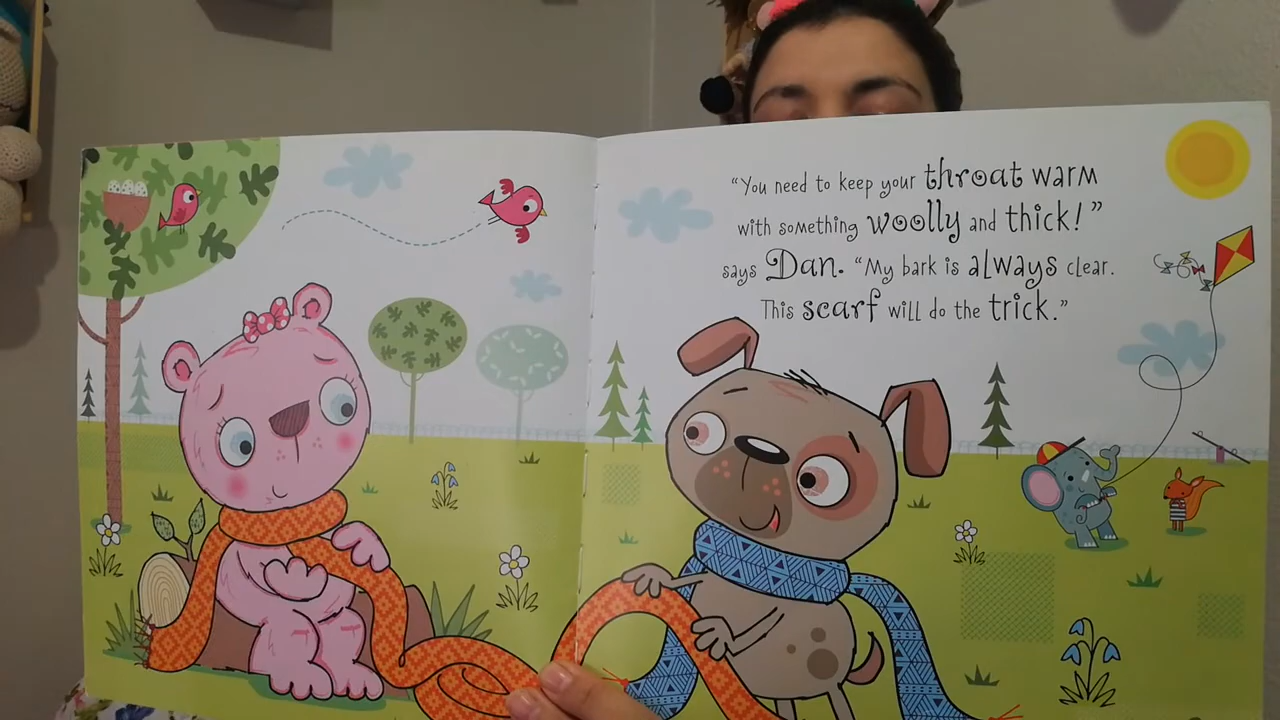 “You need to keep your throat warm
with something woolly and thick!”
says Dan. “My bark is always clear.
This scarf will do the trick.”